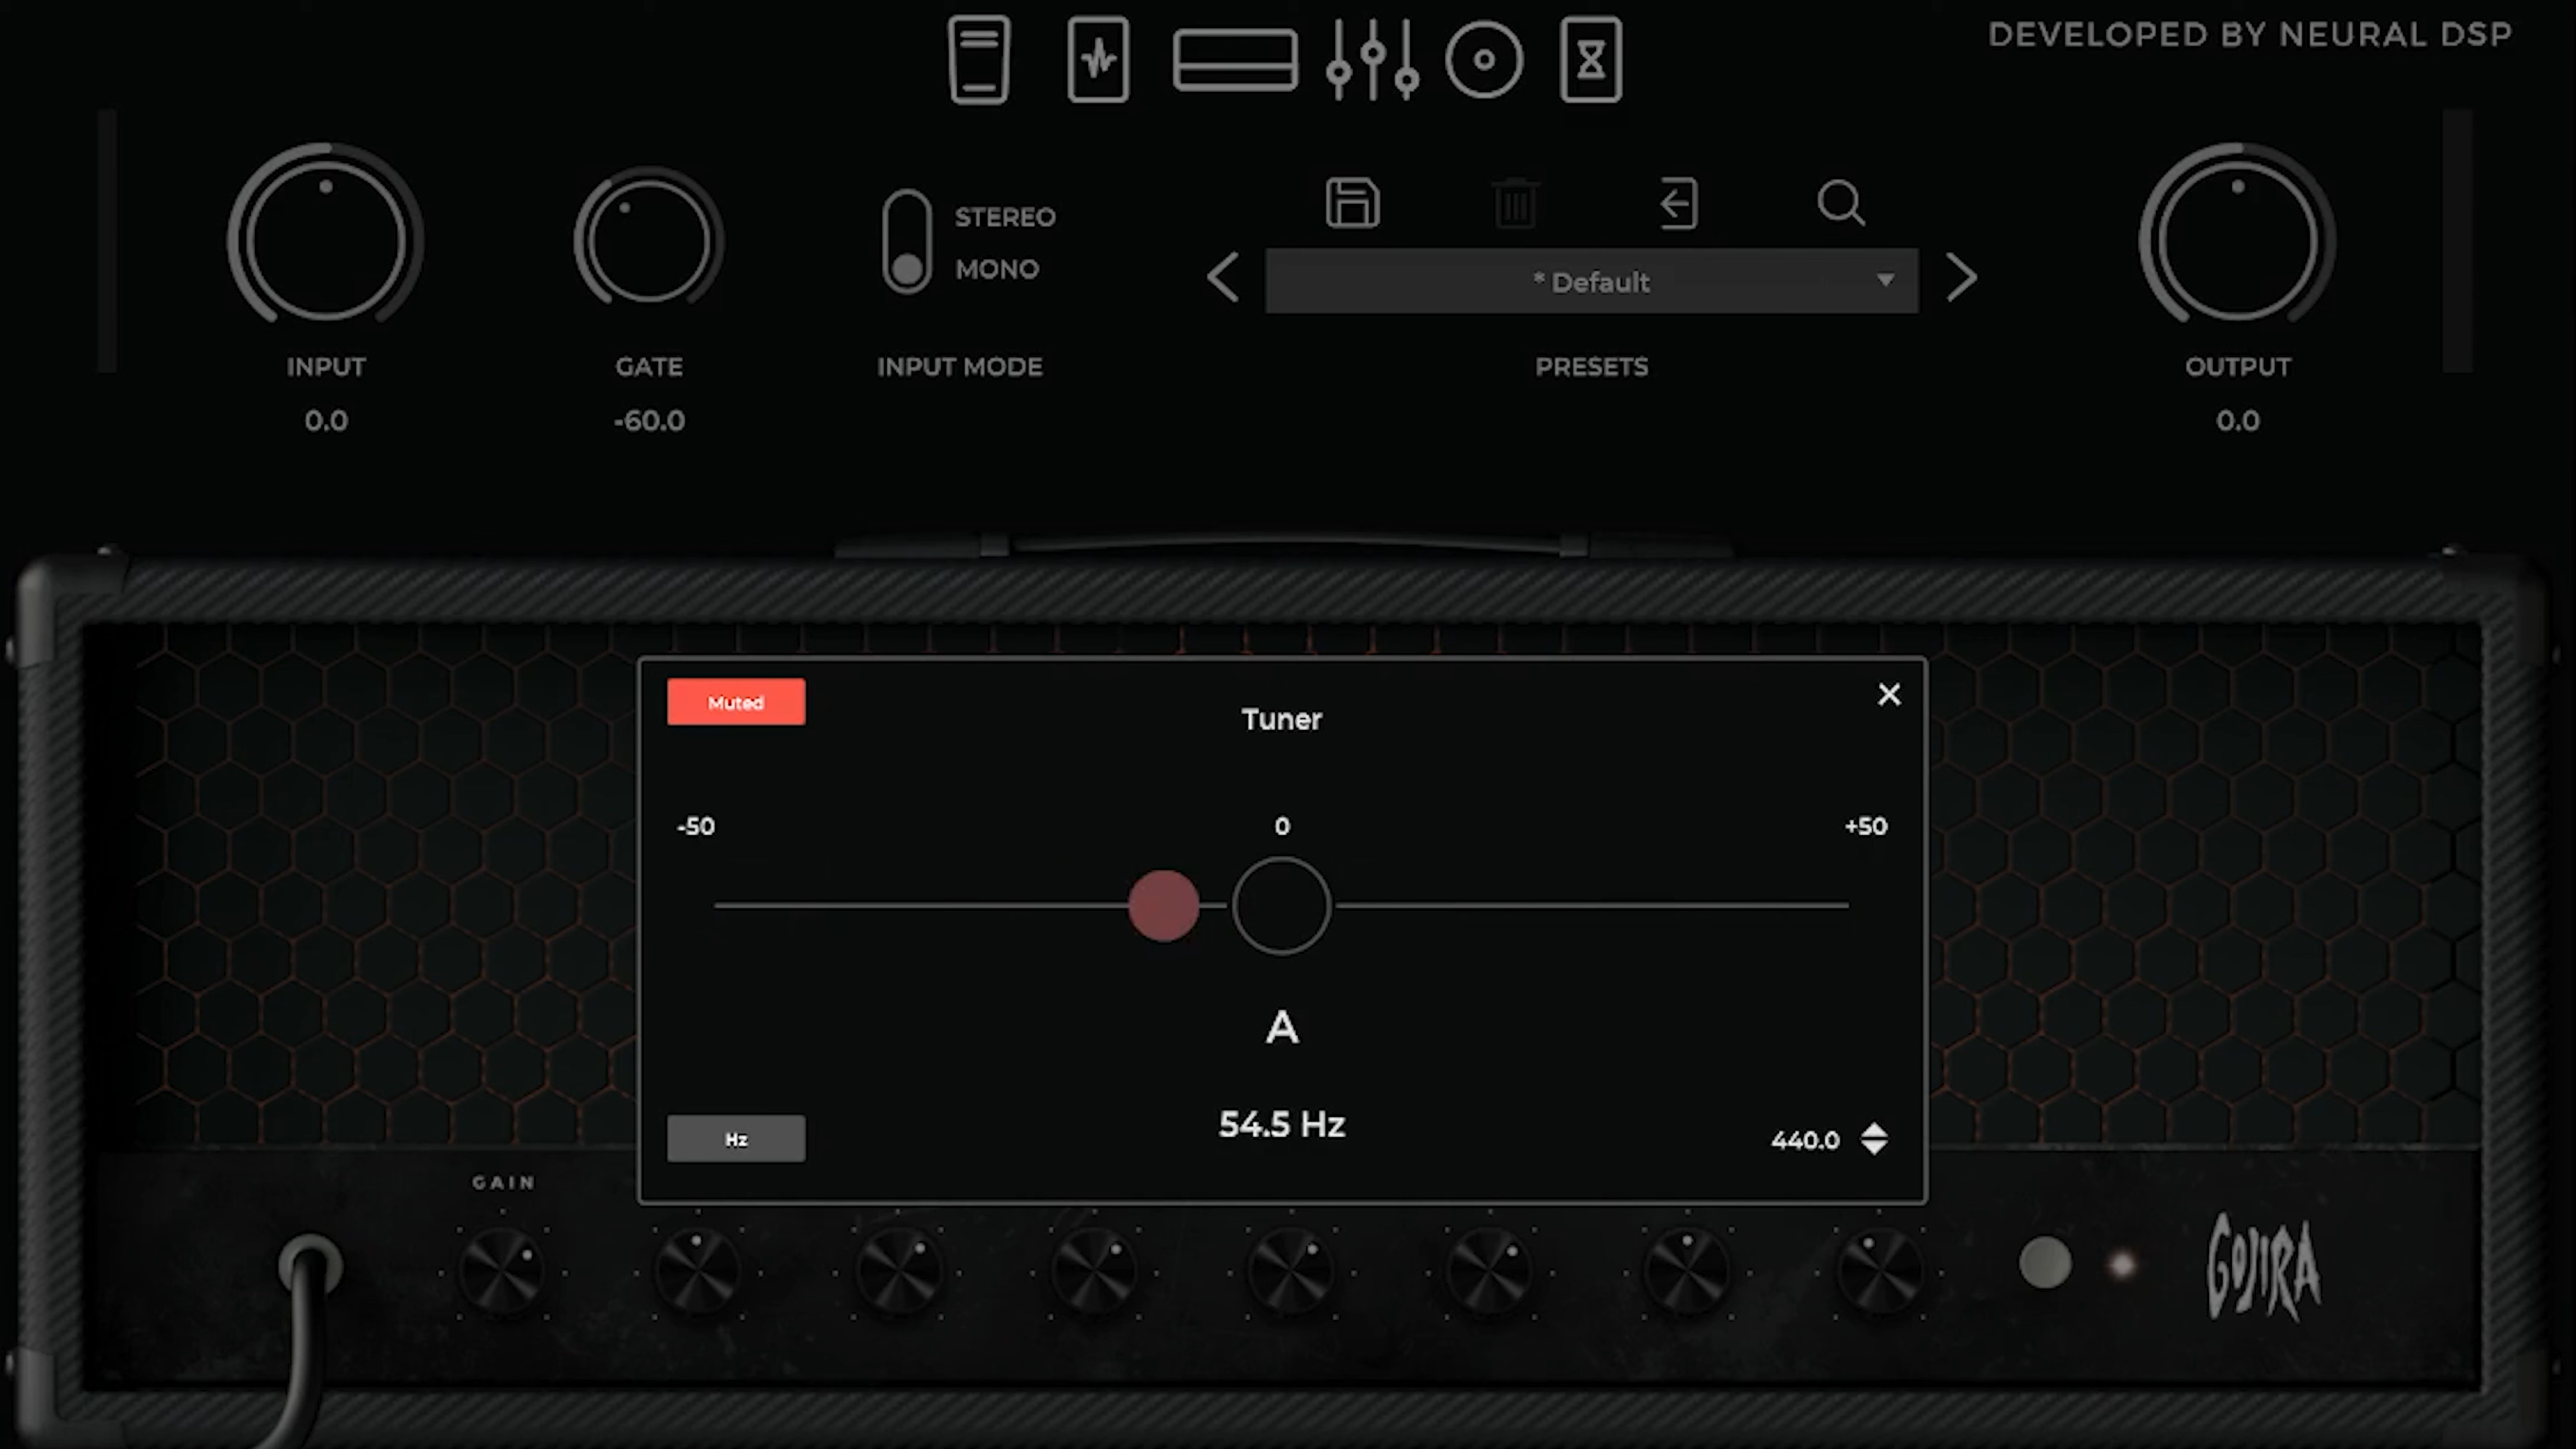 DEVELOPED BY NEURAL DSP
STEREO
MONO
* Default
INPUT
GATE
INPUT MODE
PRESETS
OUTPUT
0.0
-60.0
0.0
Muted
Tuner
-50
0
+50
A
54.5 Hz
Hz
440.0
GAIN
GOJIRA